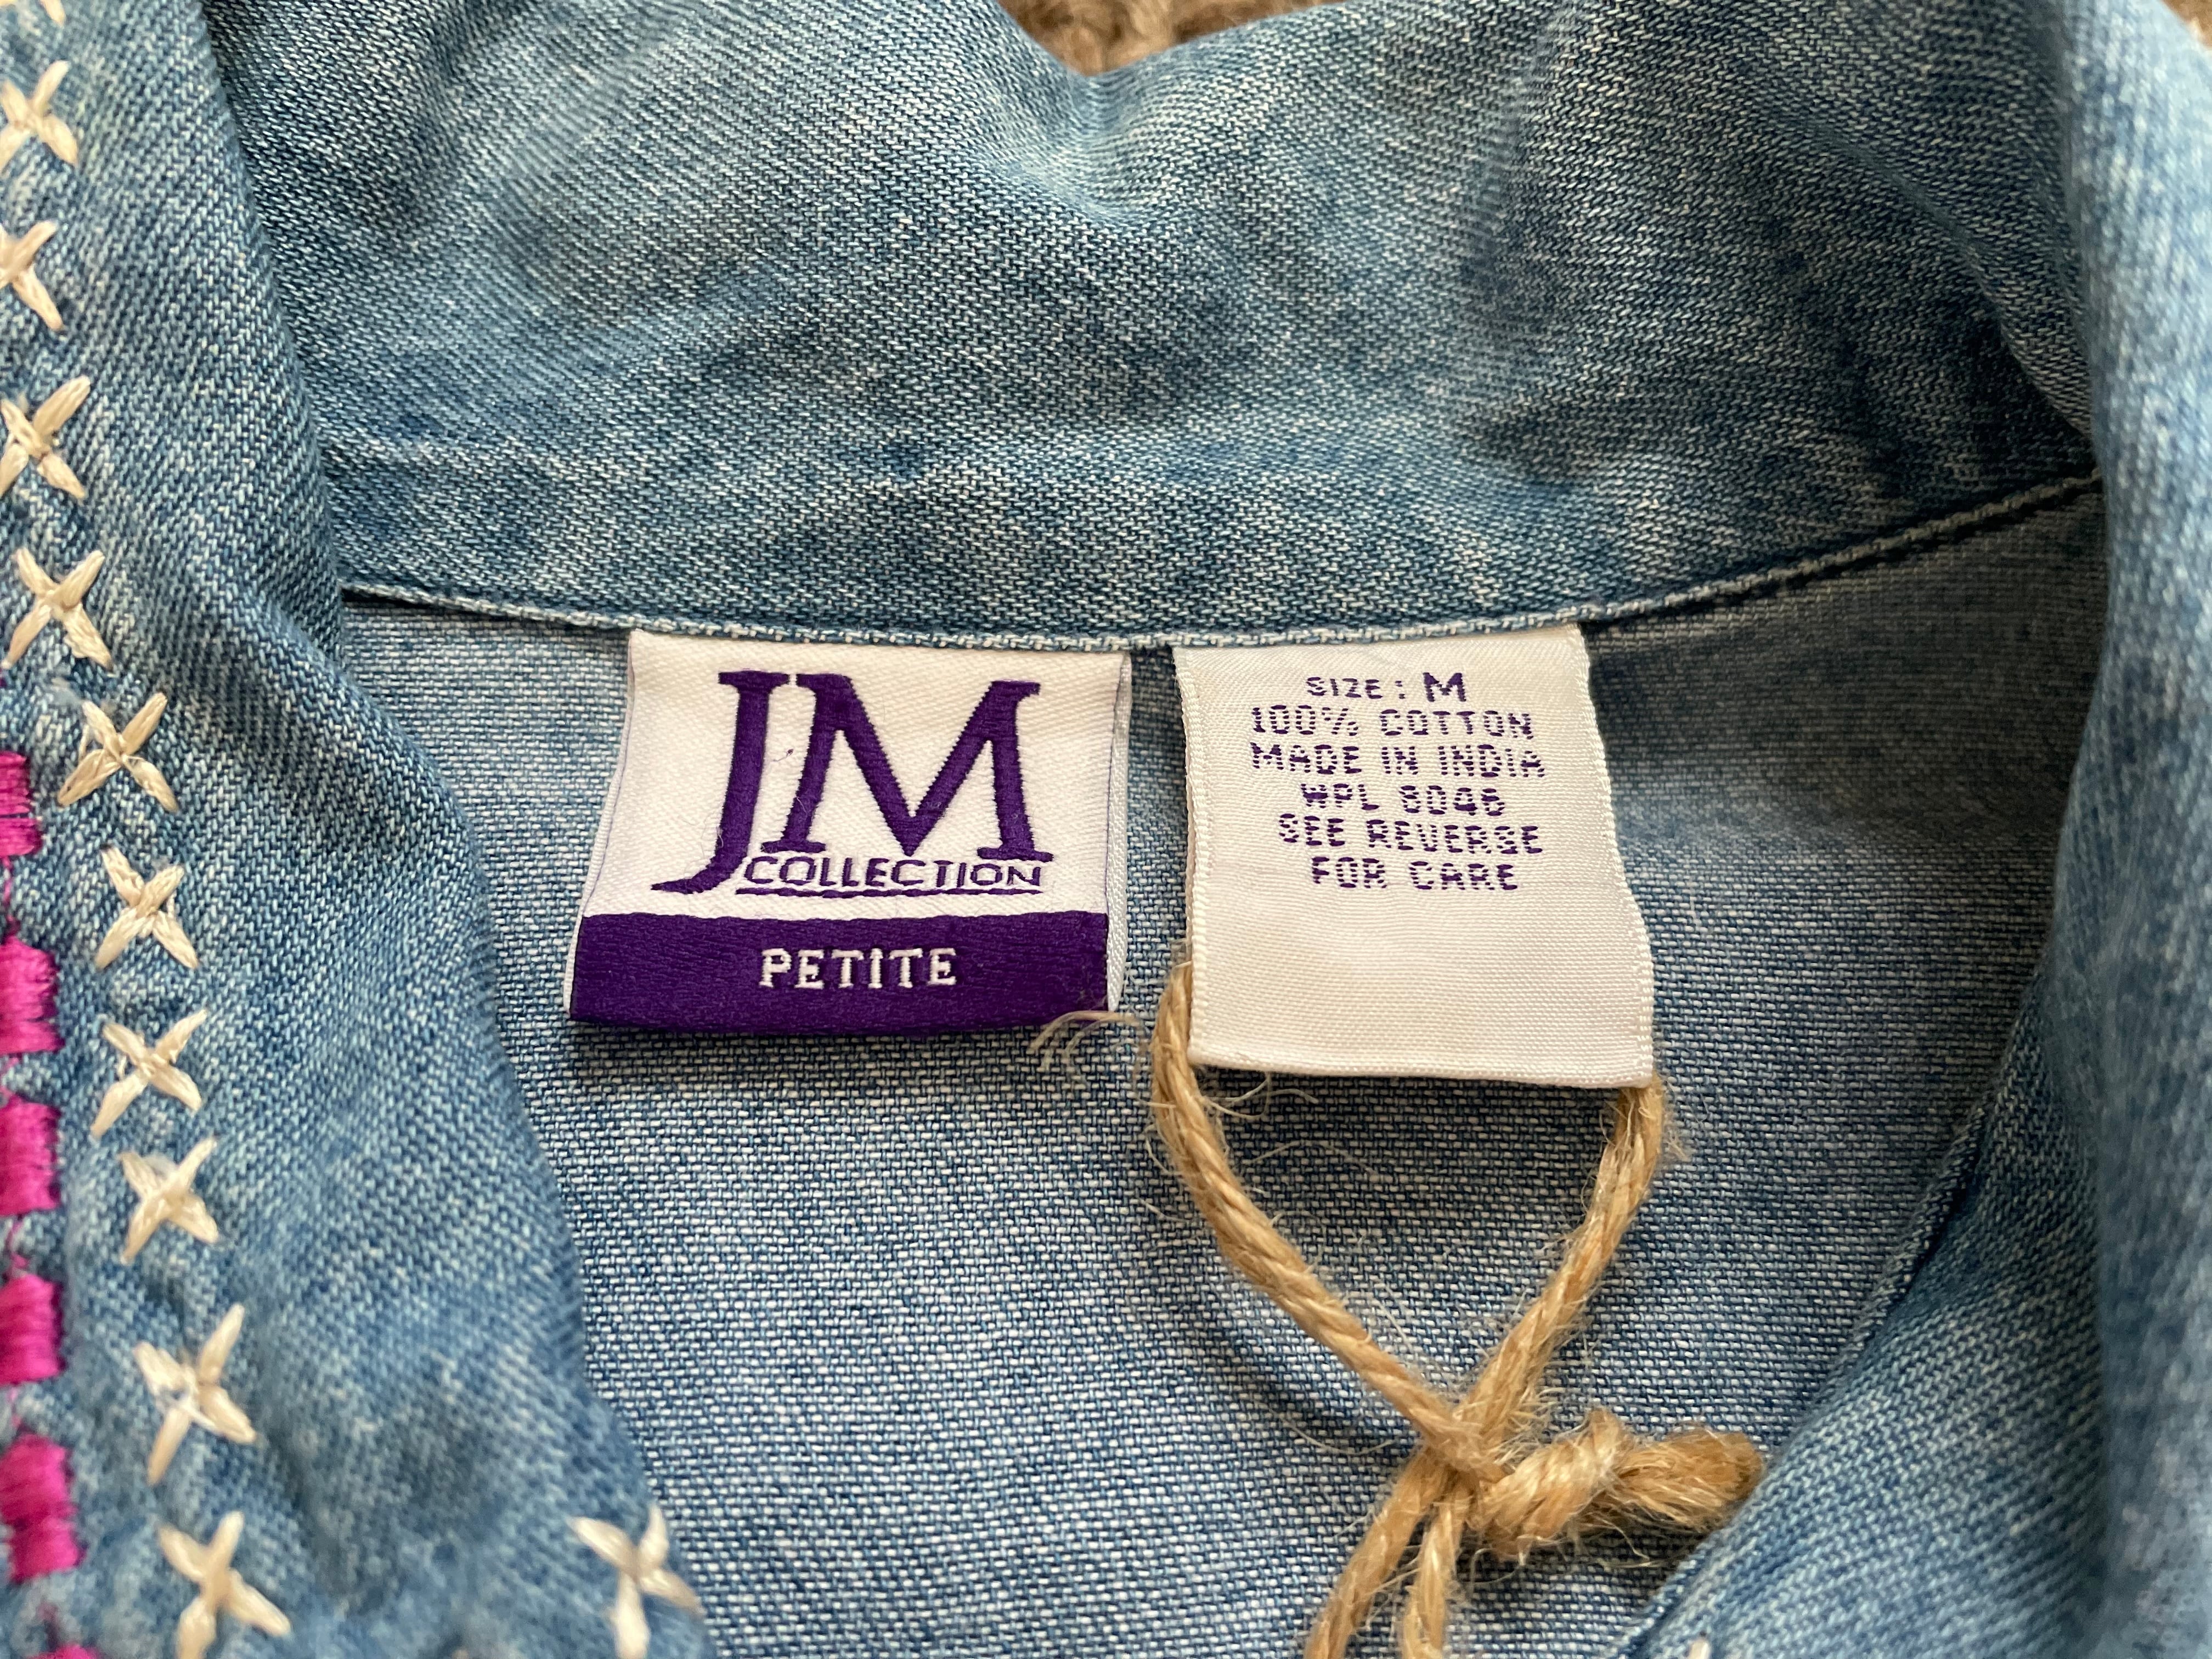 JM
COLLECTION
PETITE
SIZE: M
100% COTTON
MADE IN INDIA
WPL 8046
SEE REVERSE
FOR CARE